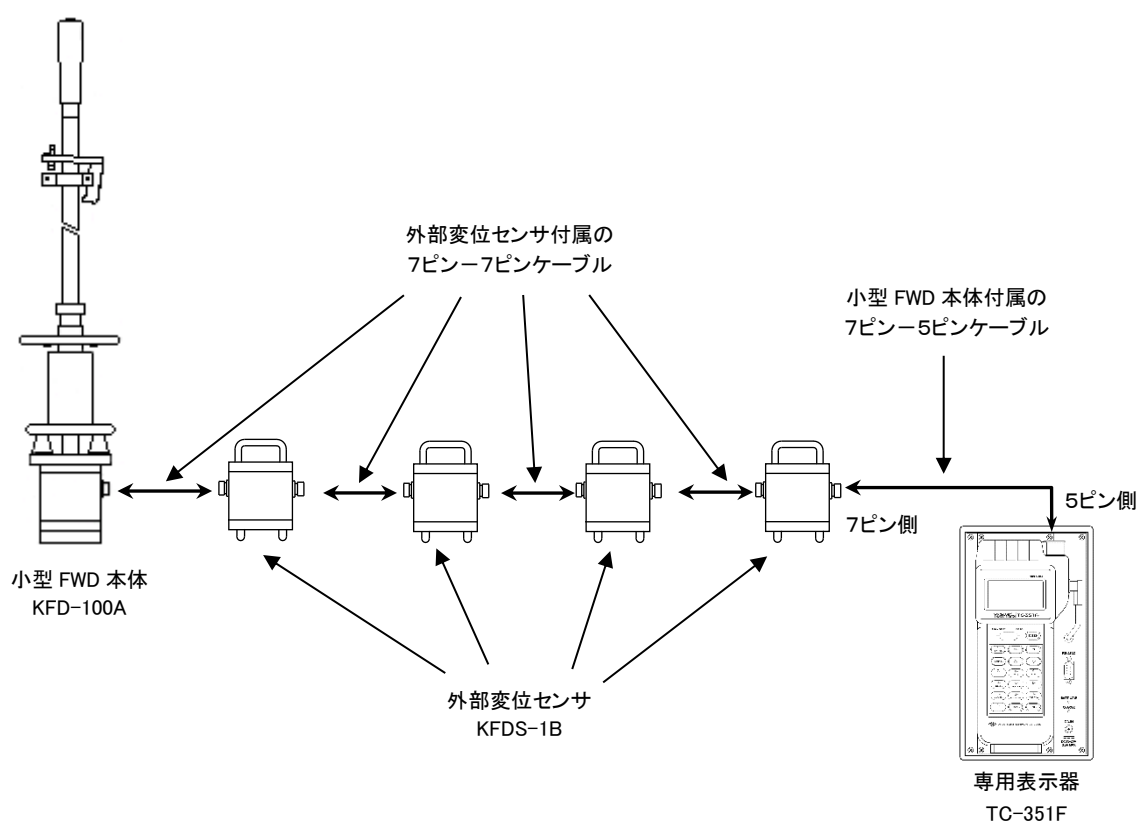 外部変位センサ付属の
7ピン－7ピンケーブル
小型 FWD 本体付属の
7ピン－5ピンケーブル
5ピン側
7ピン側
小型 FWD 本体
KFD-100A
外部変位センサ
KFDS-1B
専用表示器
TC-351F